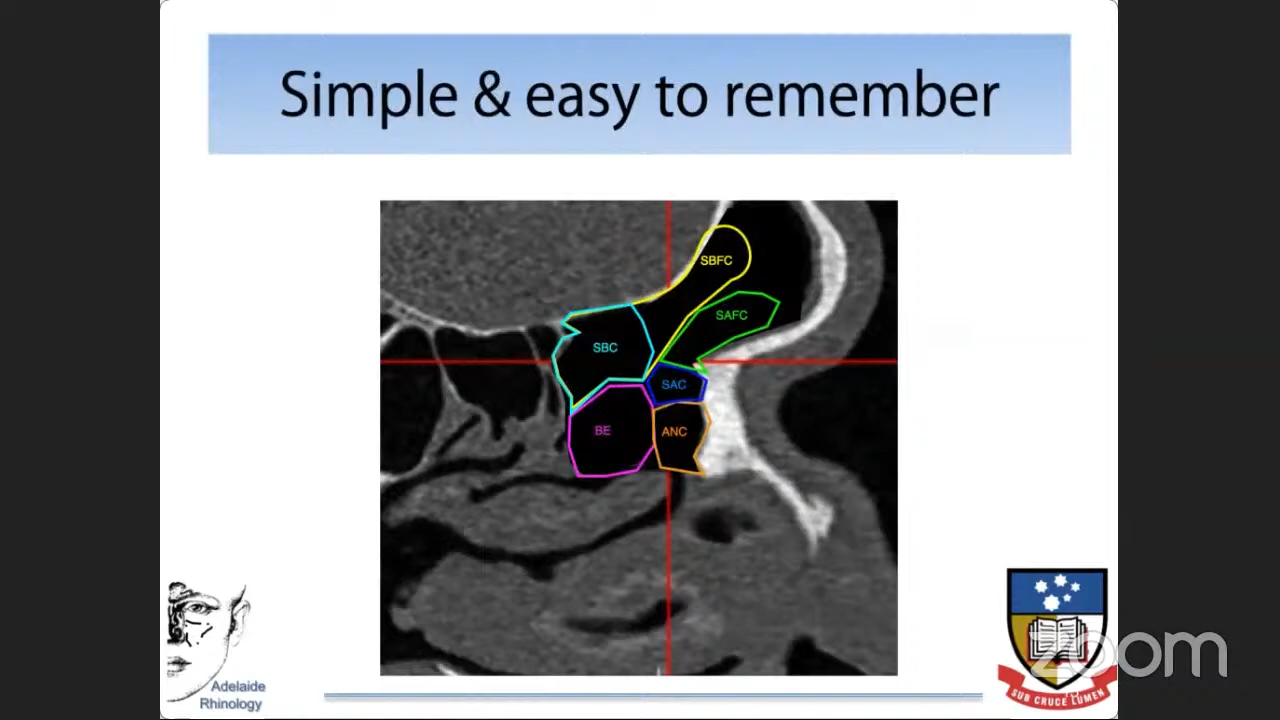 Simple & easy to remember
SBFC
SAFC
SBC
SAC
BE
ANC
Adelaide
Rhinology
SUB CRUCE LUMEN
zoom